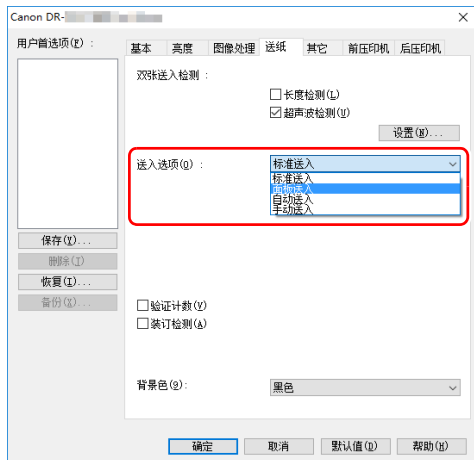 Canon DR-
用户首选项(F) :
基本 亮度 图像处理 送纸 其它 前压印机 后压印机
双张送入检测 :
长度检测(L)
超声波检测(U)
设置(W)...
送入选项(O) :
标准送入
标准送入
面板送入
自动送入
手动送入
保存(V)...
删除(T)
恢复(I)...
备份(X)...
验证计数(Y)
装订检测(A)
背景色(9):
黑色
确定 取消 默认值(D) 帮助(H)